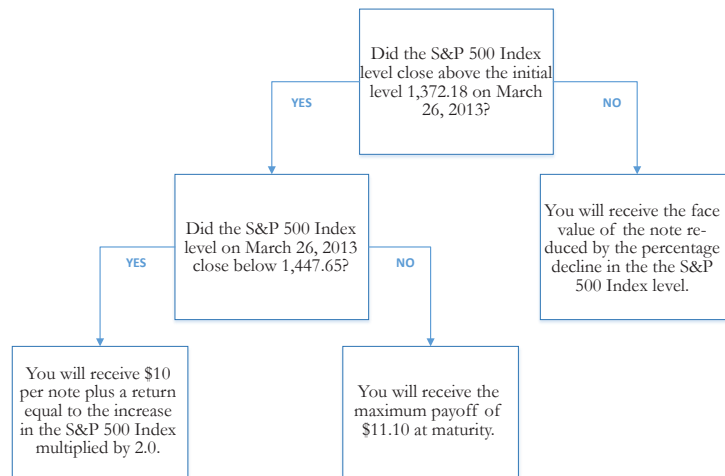 Did the S&P 500 Index
level close above the initial
level 1,372.18 on March
26, 2013?
YES
NO
Did the S&P 500 Index
level on March 26, 2013
close below 1,447.65?
You will receive the face
value of the note re-
duced by the percentage
decline in the the S&P
500 Index level.
YES
NO
You will receive $10
per note plus a return
equal to the increase
in the S&P 500 Index
multiplied by 2.0.
You will receive the
maximum payoff of
$11.10 at maturity.